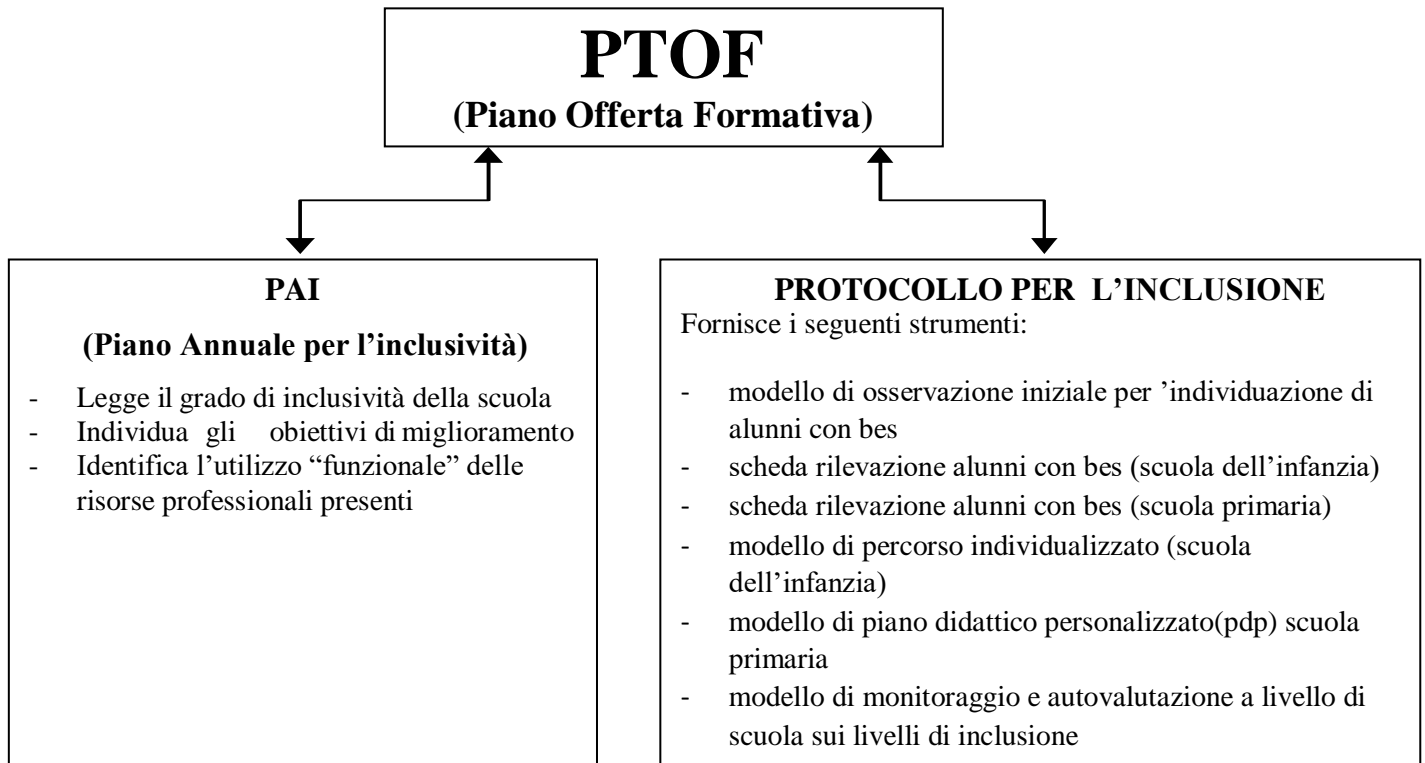 PTOF
(Piano Offerta Formativa)
PAI
(Piano Annuale per l’inclusività)
- Legge il grado di inclusività della scuola
- Individua gli obiettivi di miglioramento
- Identifica l’utilizzo “funzionale” delle
risorse professionali presenti
PROTOCOLLO PER L’INCLUSIONE
Fornisce i seguenti strumenti:
- modello di osservazione iniziale per ’individuazione di
alunni con bes
- scheda rilevazione alunni con bes (scuola dell’infanzia)
- scheda rilevazione alunni con bes (scuola primaria)
- modello di percorso individualizzato (scuola
dell’infanzia)
- modello di piano didattico personalizzato(pdp) scuola
primaria
- modello di monitoraggio e autovalutazione a livello di
scuola sui livelli di inclusione